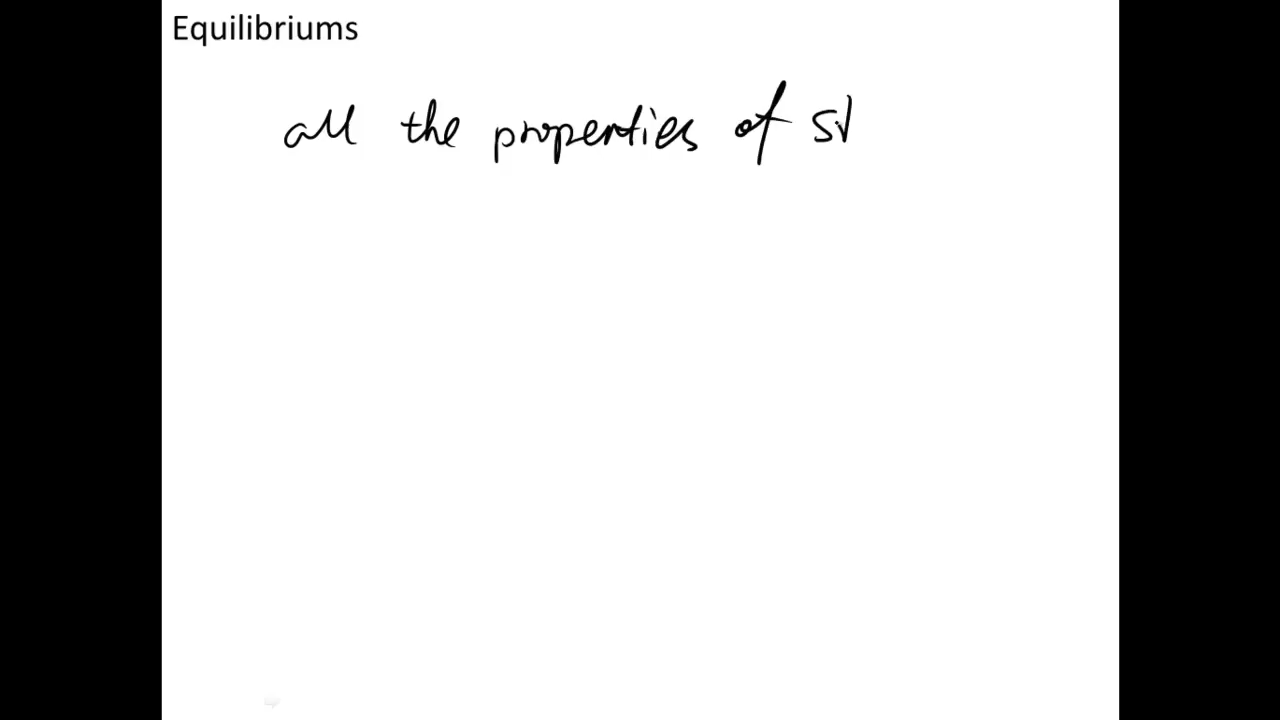 Equilibriums
all the properties of